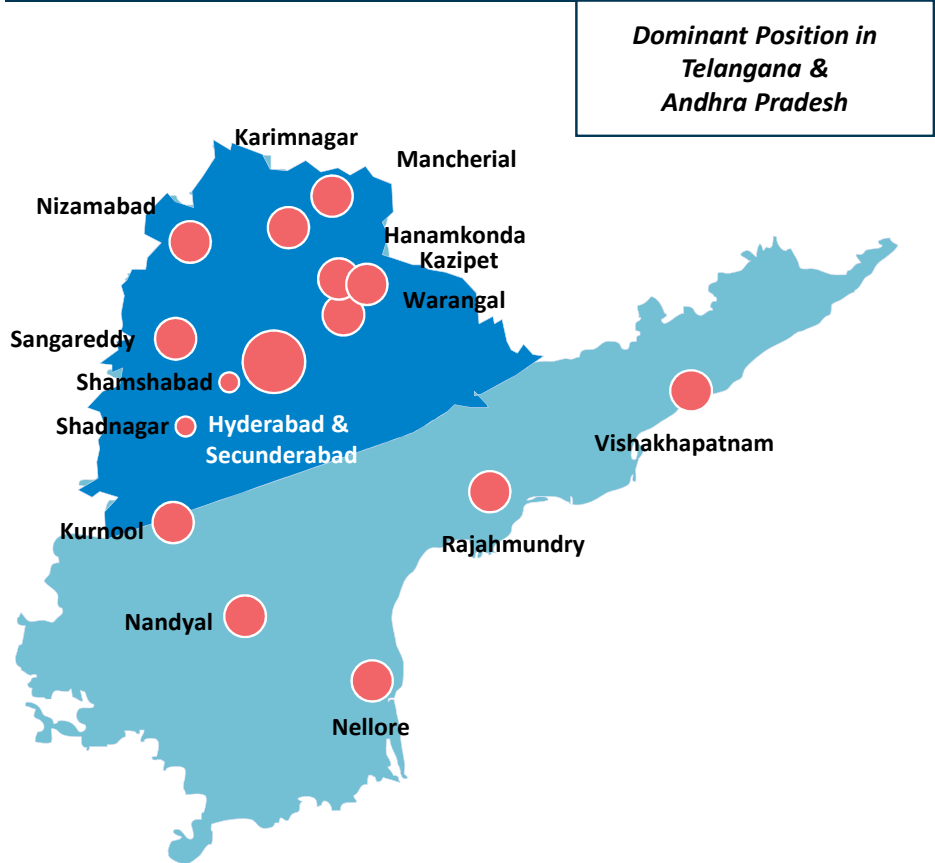 Dominant Position in
Telangana &
Andhra Pradesh
Karimnagar
Mancherial
Nizamabad
Hanamkonda
Kazipet
Warangal
Sangareddy
Shamshabad
Shadnagar
Hyderabad &
Secunderabad
Vishakhapatnam
Kurnool
Rajahmundry
Nandyal
Nellore